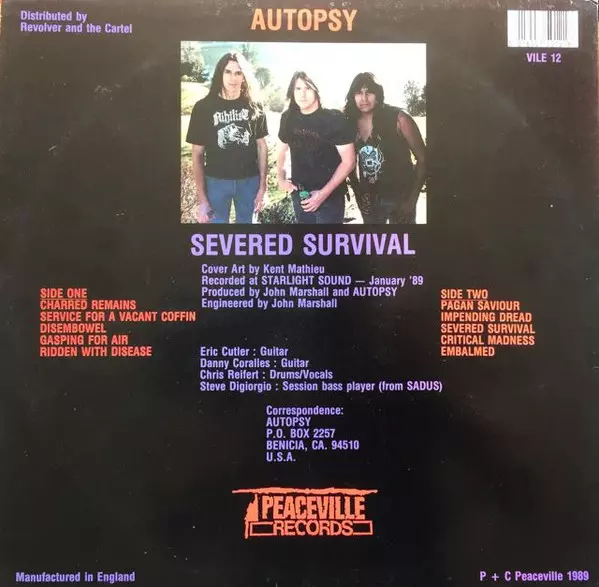 Distributed by
Revolver and the Cartel
AUTOPSY
VILE 12
Nihilist
SEVERED SURVIVAL
Cover Art by Kent Mathieu
Recorded at STARLIGHT SOUND — January '89
Produced by John Marshall and AUTOPSY
Engineered by John Marshall
SIDE ONE
CHARRED REMAINS
SERVICE FOR A VACANT COFFIN
DISEMBOWEL
GASPING FOR AIR
RIDDEN WITH DISEASE
SIDE TWO
PAGAN SAVIOUR
IMPENDING DREAD
SEVERED SURVIVAL
CRITICAL MADNESS
EMBALMED
Eric Cutler : Guitar
Danny Coralles : Guitar
Chris Reifert : Drums/Vocals
Steve Digiorgio : Session bass player (from SADUS)
Correspondence:
AUTOPSY
P.O. BOX 2257
BENICIA, CA. 94510
U.S.A.
PEACEVILLE
RECORDS
Manufactured in England
P + C Peaceville 1989